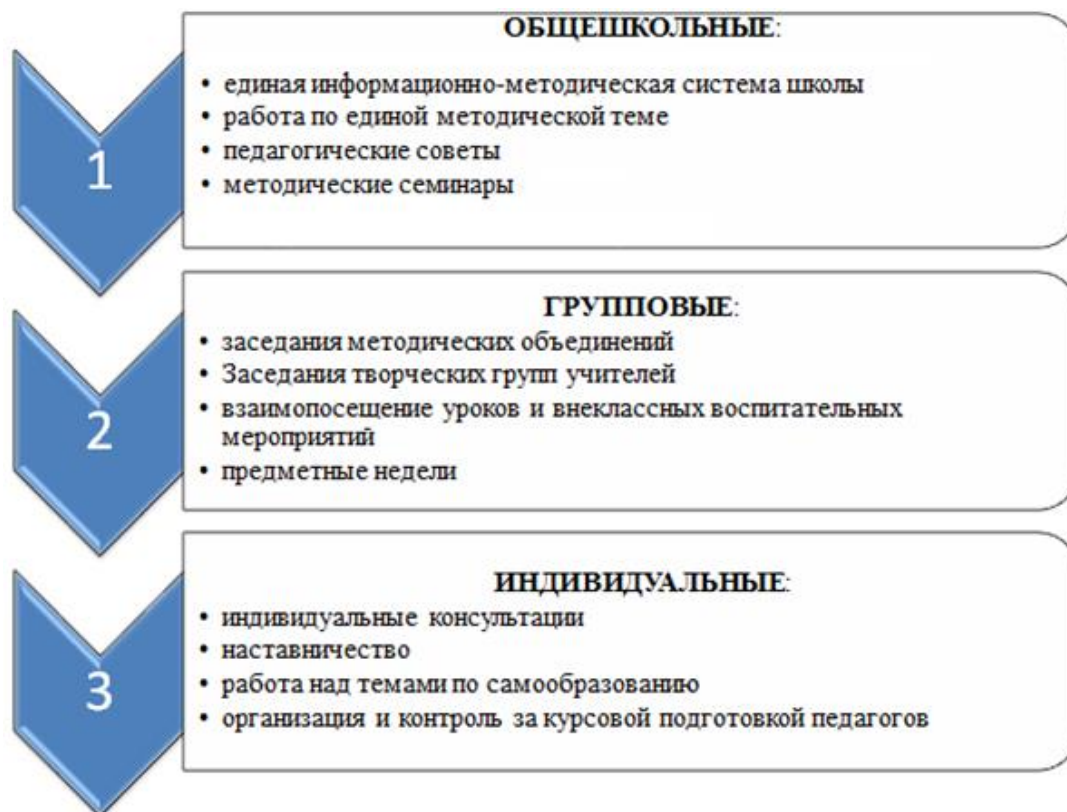 1
ОБЩЕШКОЛЬНЫЕ:
• единая информационно-методическая система школы
• работа по единой методической теме
• педагогические советы
• методические семинары
2
ГРУППОВЫЕ:
• заседания методических объединений
• Заседания творческих групп учителей
• взаимопосещение уроков и внеклассных воспитательных
мероприятий
• предметные недели
3
ИНДИВИДУАЛЬНЫЕ:
• индивидуальные консультации
• наставничество
• работа над темами по самообразованию
• организация и контроль за курсовой подготовкой педагогов